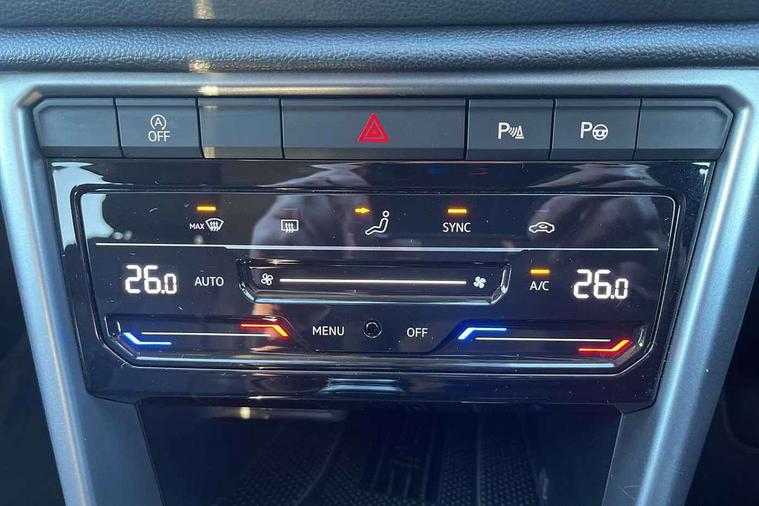 A
OFF
P
P
MAX
SYNC
26.0
AUTO
A/C
26.0
MENU
OFF